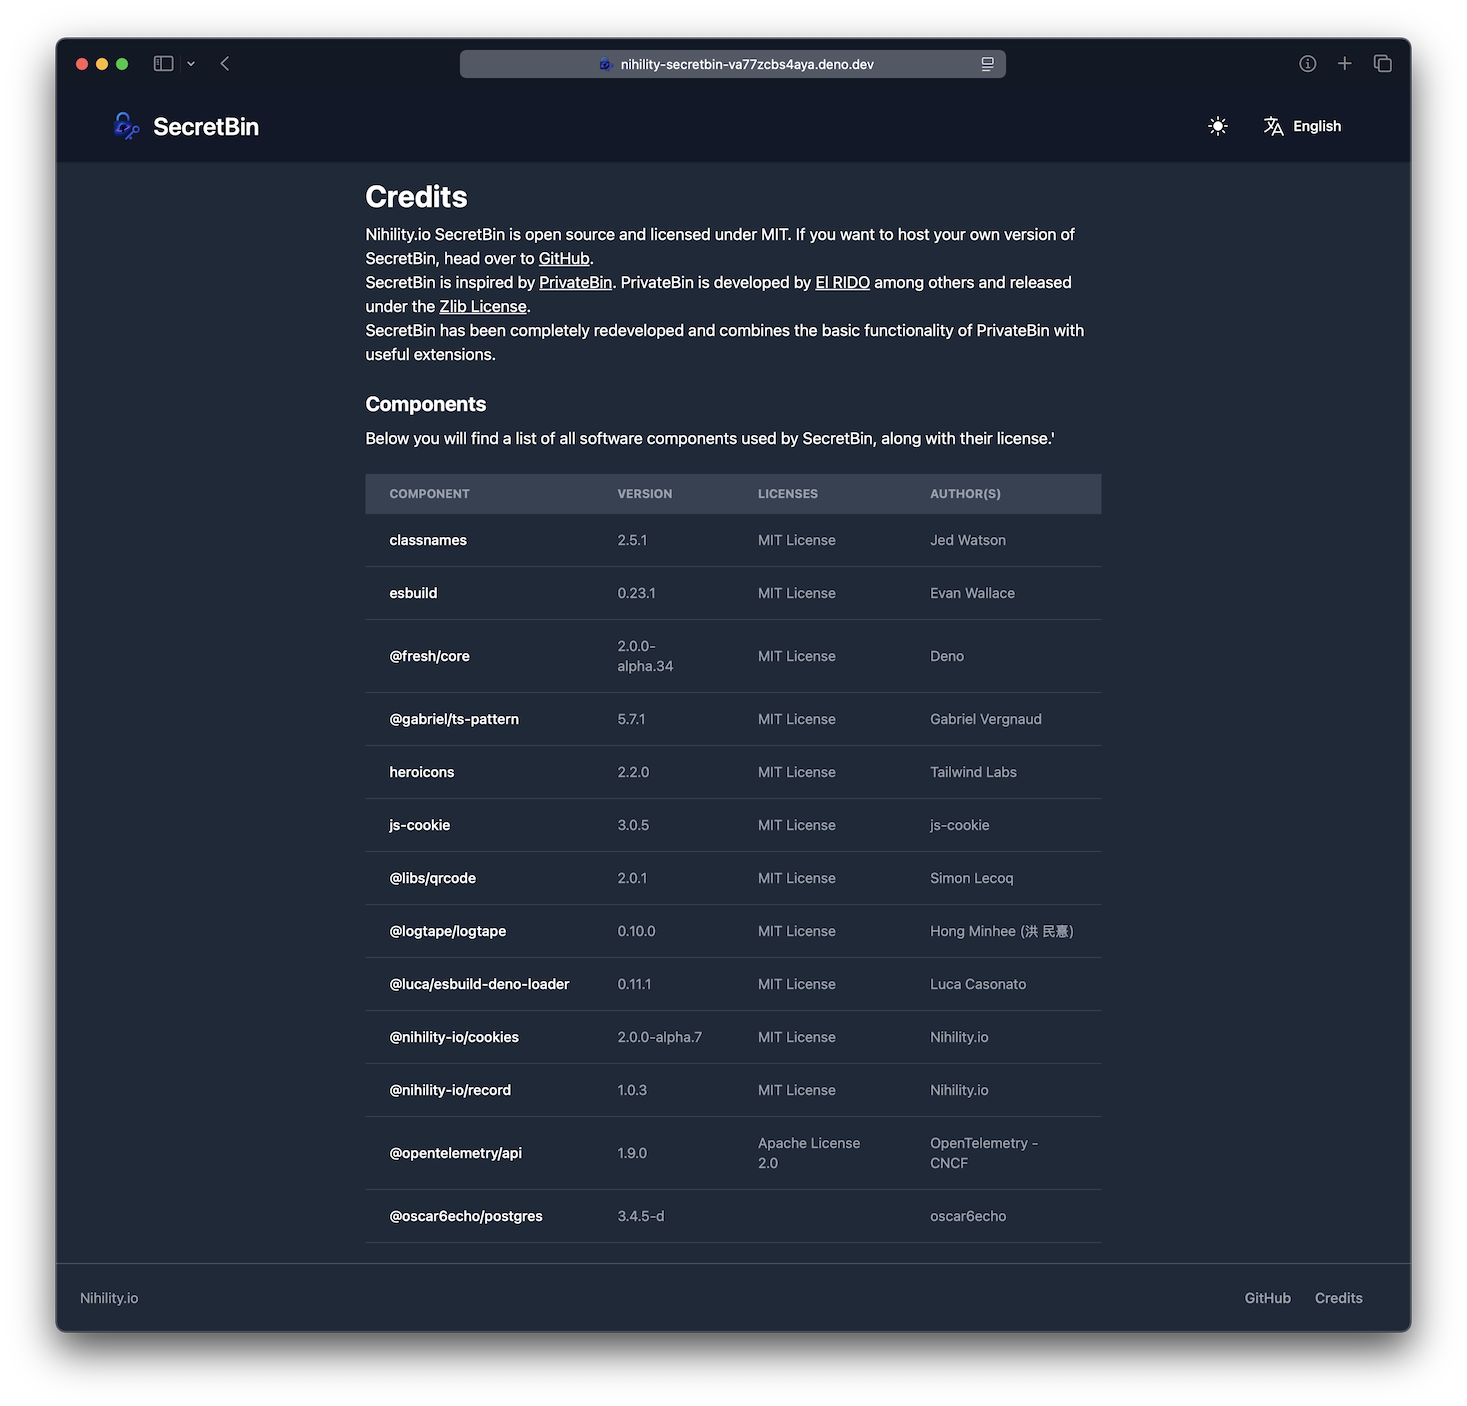 nihility-secretbin-va77zcbs4aya.deno.dev
SecretBin
English
Credits
Nihility.io SecretBin is open source and licensed under MIT. If you want to host your own version of
SecretBin, head over to GitHub.
SecretBin is inspired by PrivateBin. PrivateBin is developed by El RIDO among others and released
under the Zlib License.
SecretBin has been completely redeveloped and combines the basic functionality of PrivateBin with
useful extensions.
Components
Below you will find a list of all software components used by SecretBin, along with their license.'
COMPONENT VERSION LICENSES AUTHOR(S)
classnames 2.5.1 MIT License Jed Watson
esbuild 0.23.1 MIT License Evan Wallace
@fresh/core 2.0.0-
alpha.34 MIT License Deno
@gabriel/ts-pattern 5.7.1 MIT License Gabriel Vergnaud
heroicons 2.2.0 MIT License Tailwind Labs
js-cookie 3.0.5 MIT License js-cookie
@libs/qrcode 2.0.1 MIT License Simon Lecoq
@logtape/logtape 0.10.0 MIT License Hong Minhee (洪 民憙)
@luca/esbuild-deno-loader 0.11.1 MIT License Luca Casonato
@nihility-io/cookies 2.0.0-alpha.7 MIT License Nihility.io
@nihility-io/record 1.0.3 MIT License Nihility.io
@opentelemetry/api 1.9.0 Apache License
2.0 OpenTelemetry -
CNCF
@oscar6echo/postgres 3.4.5-d oscar6echo
Nihility.io GitHub Credits